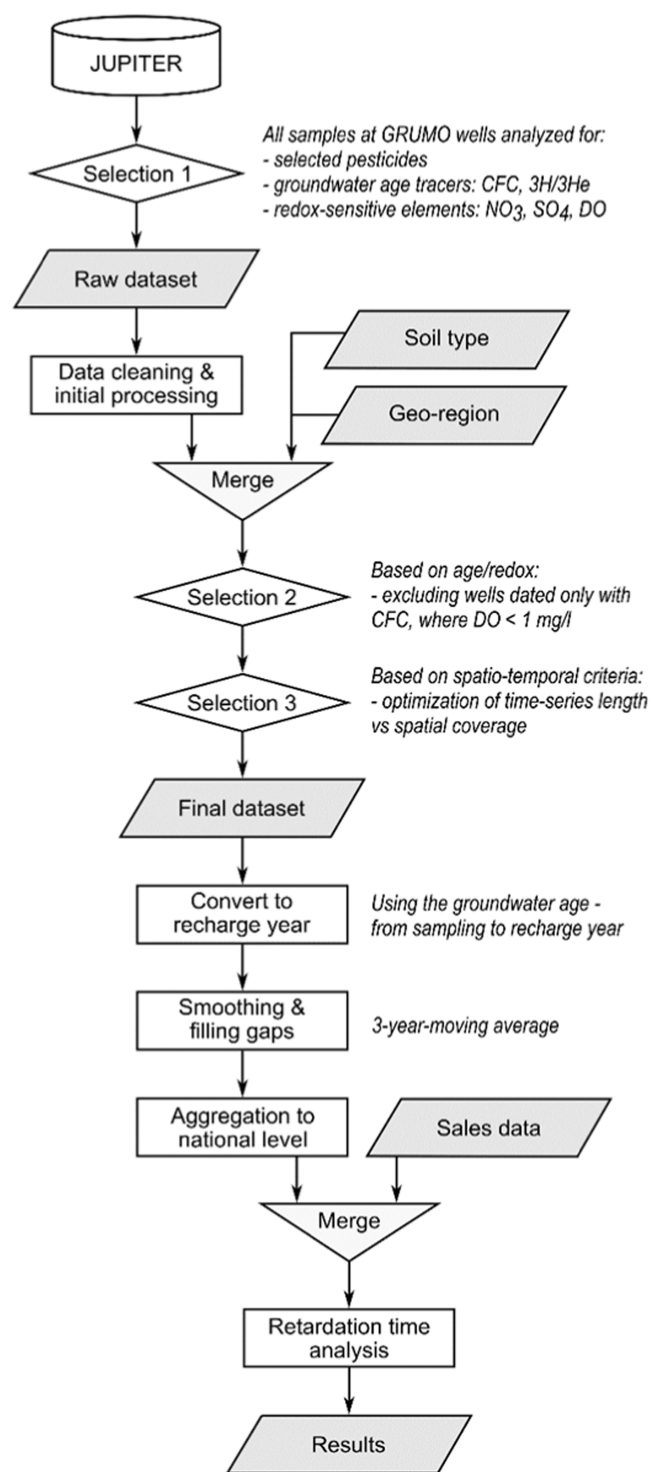 JUPITER
All samples at GRUMO wells analyzed for:
- selected pesticides
- groundwater age tracers: CFC, 3H/3He
- redox-sensitive elements: NO3, SO4, DO
Selection 1
Raw dataset
Soil type
Data cleaning &
initial processing
Geo-region
Merge
Based on age/redox:
- excluding wells dated only with
CFC, where DO < 1 mg/l
Selection 2
Based on spatio-temporal criteria:
- optimization of time-series length
vs spatial coverage
Selection 3
Final dataset
Convert to
recharge year
Using the groundwater age -
from sampling to recharge year
Smoothing &
filling gaps
3-year-moving average
Aggregation to
national level
Sales data
Merge
Retardation time
analysis
Results